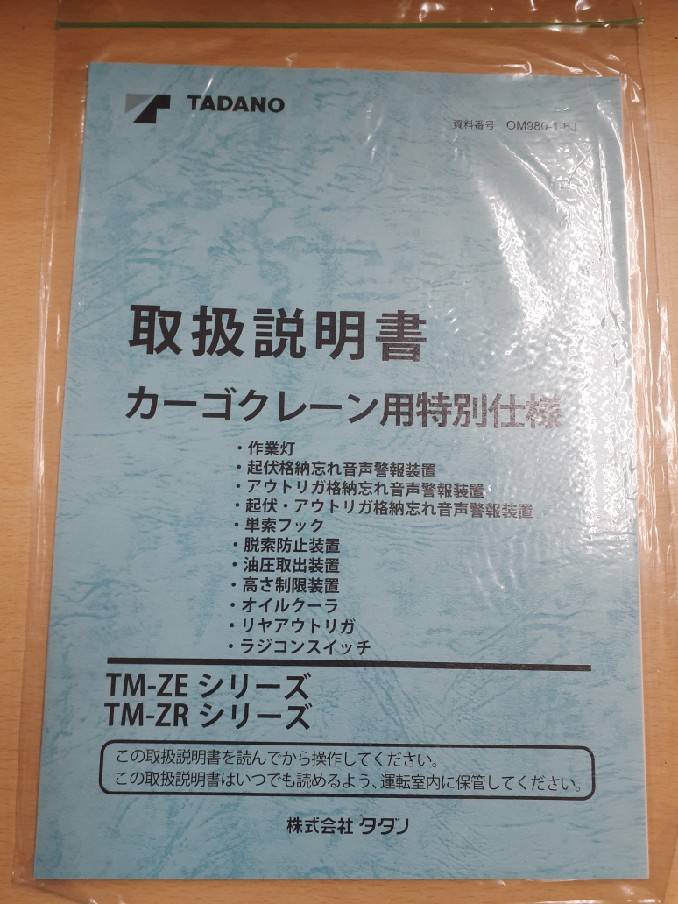 TADANO
資料番号
取扱説明書
カーゴクレーン用特別仕様
・作業灯
・起伏格納忘れ音声警報装置
・アウトリガ格納忘れ音声警報装置
・起伏・アウトリガ格納忘れ音声警報装置
・単索フック
・脱索防止装置
・油圧取出装置
・高さ制限装置
・オイルクーラ
・リヤアウトリガ
・ラジコンスイッチ
TM-ZE シリーズ
TM-ZR シリーズ
この取扱説明書を読んでから操作してください。
この取扱説明書はいつでも読めるよう、運転室内に保管してください。
株式会社 タダノ